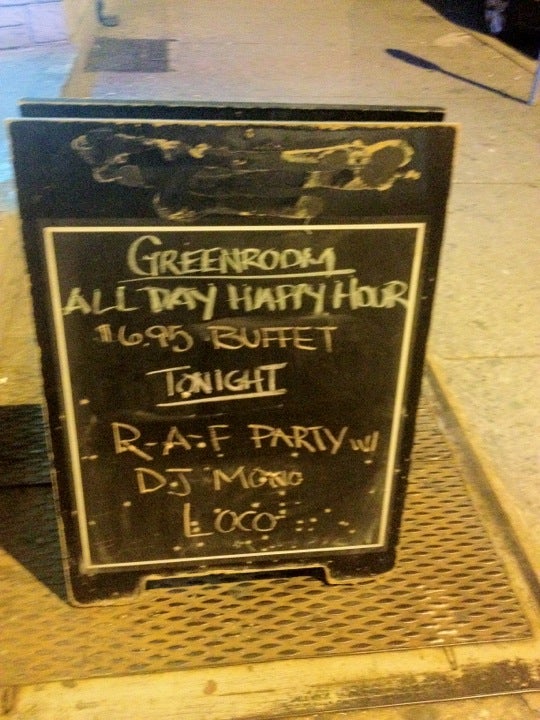 GREENROOM
ALL DAY HAPPY HOUR
$6.95 BUFFET
TONIGHT
R-A-F PARTY w/
DJ MONO
LOCO